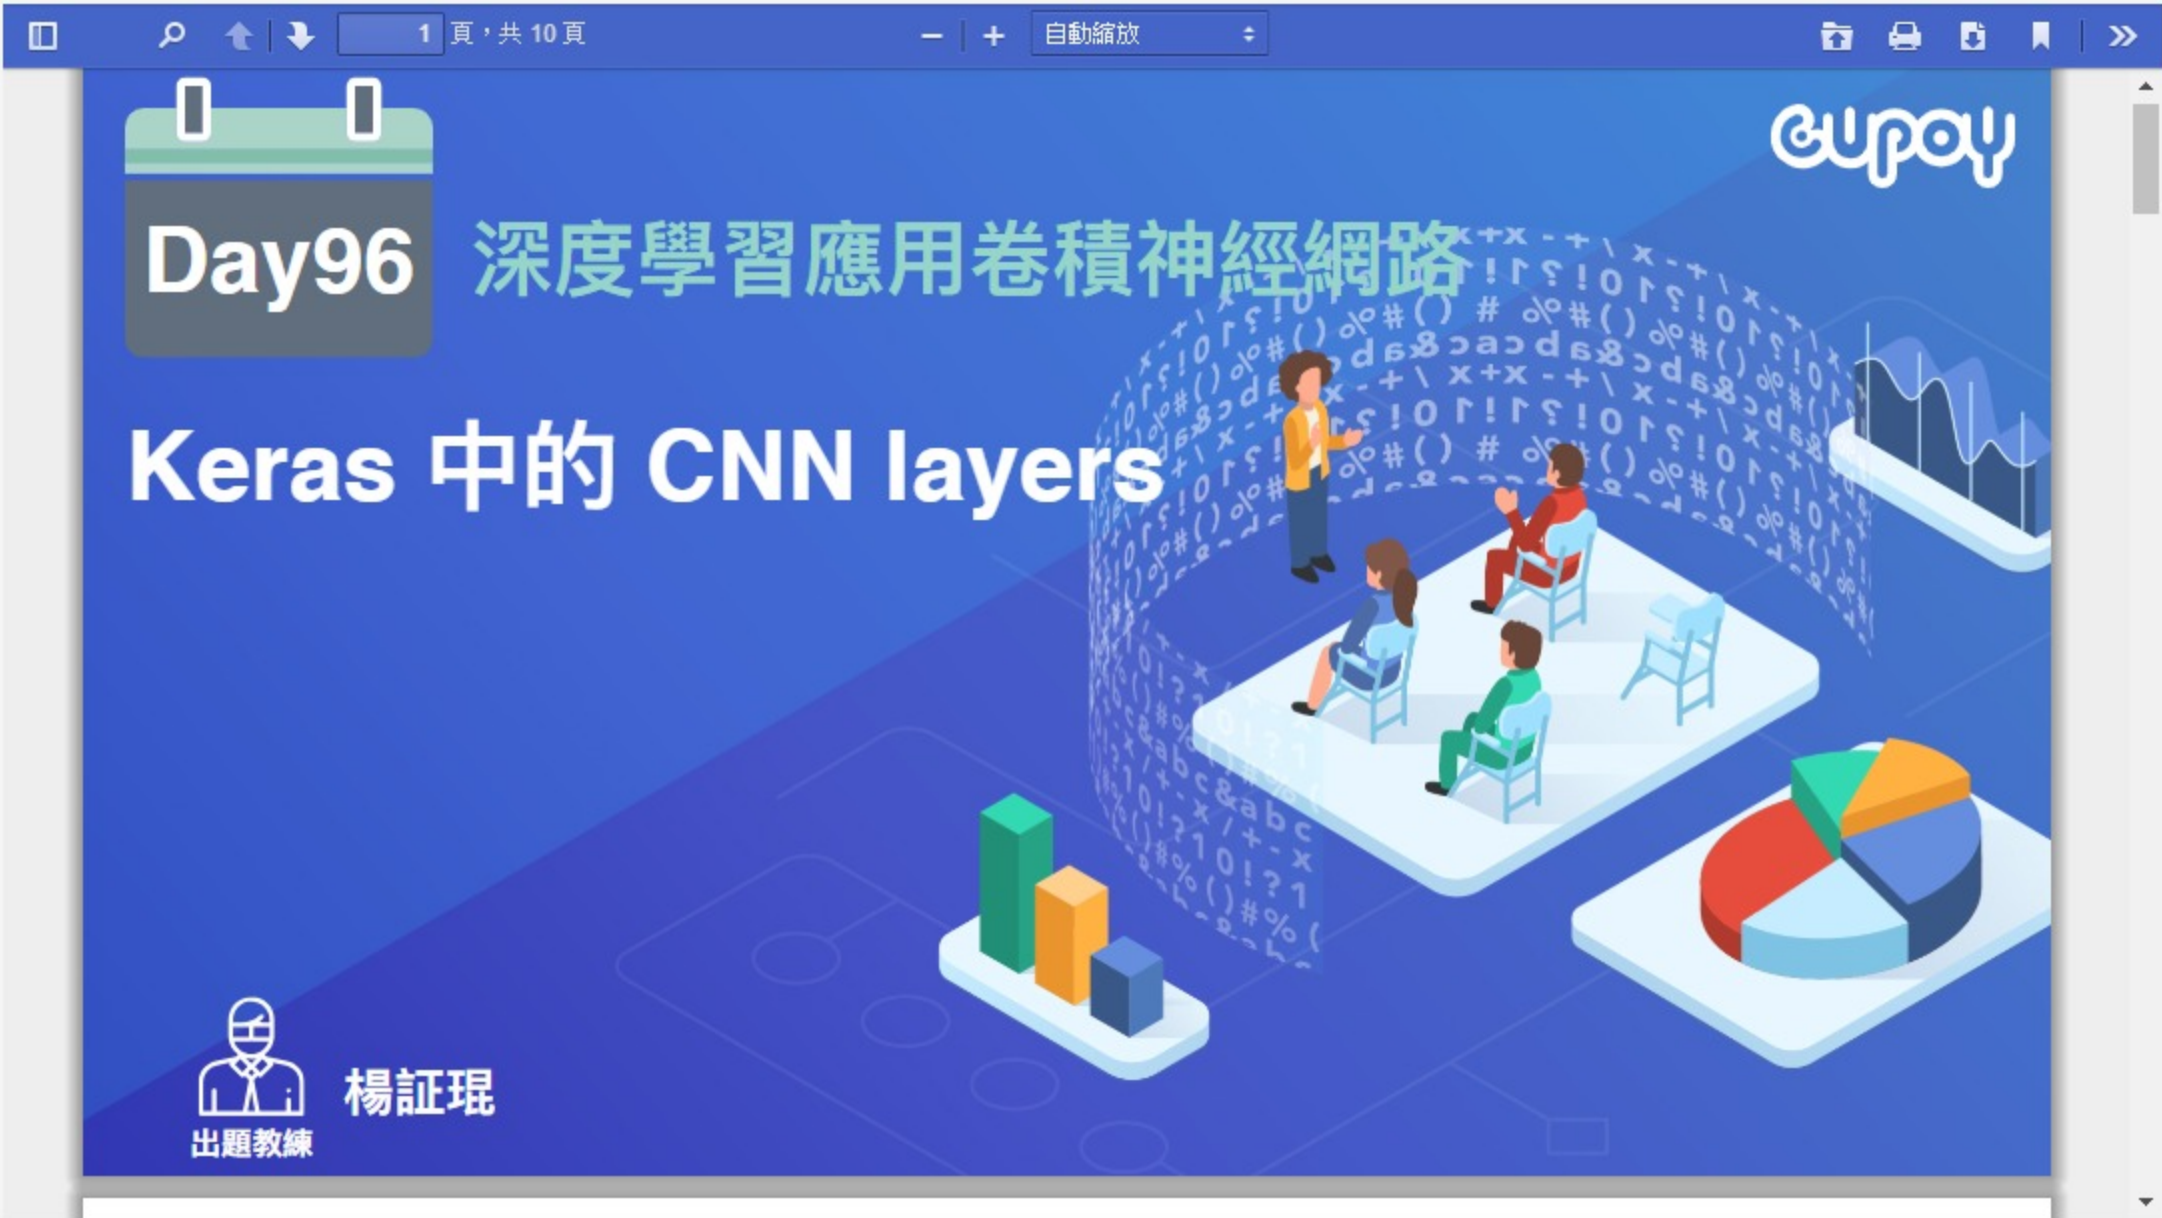 1 頁，共 10 頁
自動縮放
cupoy
Day96
深度學習應用卷積神經網路
Keras 中的 CNN layers
楊証琨
出題教練